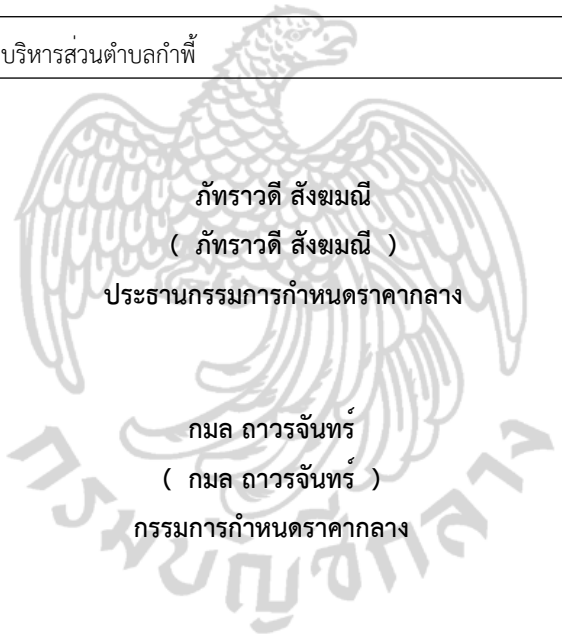 บริหารส่วนตำบลกำพี้
ภัทราวดี สังฆมณี
( ภัทราวดี สังฆมณี )
ประธานกรรมการกำหนดราคากลาง
กมล ถาวรจันทร์
( กมล ถาวรจันทร์ )
กรรมการกำหนดราคากลาง
กรมบัญชีกลาง